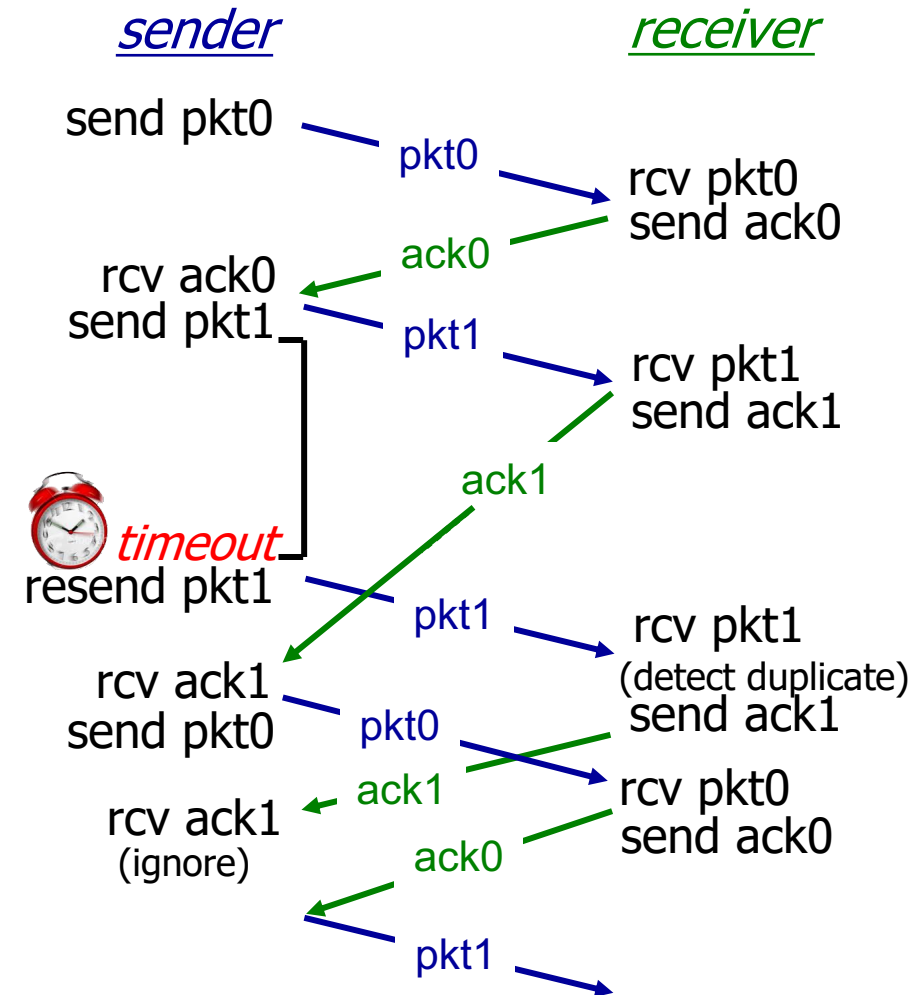 sender
receiver
send pkt0
pkt0
rcv pkt0
send ack0
ack0
rcv ack0
send pkt1
pkt1
rcv pkt1
send ack1
ack1
timeout
resend pkt1
pkt1
rcv pkt1
(detect duplicate)
send ack1
rcv ack1
send pkt0
pkt0
ack1
rcv pkt0
send ack0
rcv ack1
(ignore)
ack0
pkt1